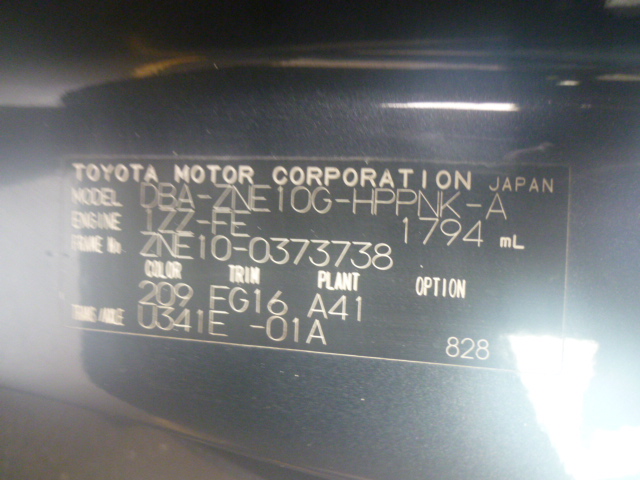 TOYOTA MOTOR CORPORATION JAPAN
MODEL DBA-ZNE10G-HPPNK-A
ENGINE 1ZZ-FE 1794 mL
FRAME No. ZNE10-0373738
COLOR TRIM PLANT OPTION
209 FG16 A41
TRANS/AXLE U341E -01A
828